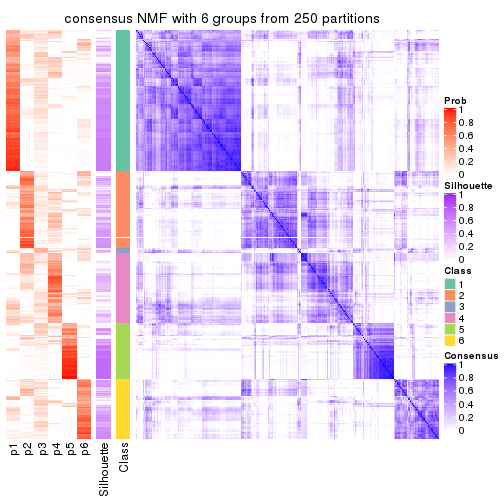 consensus NMF with 6 groups from 250 partitions
Prob
1
0.8
0.6
0.4
0.2
0
Silhouette
1
0.8
0.6
0.4
0.2
0
Class
1
2
3
4
5
6
Consensus
1
0.8
0.6
0.4
0.2
0
p1
p2
p3
p4
p5
p6
Silhouette
Class